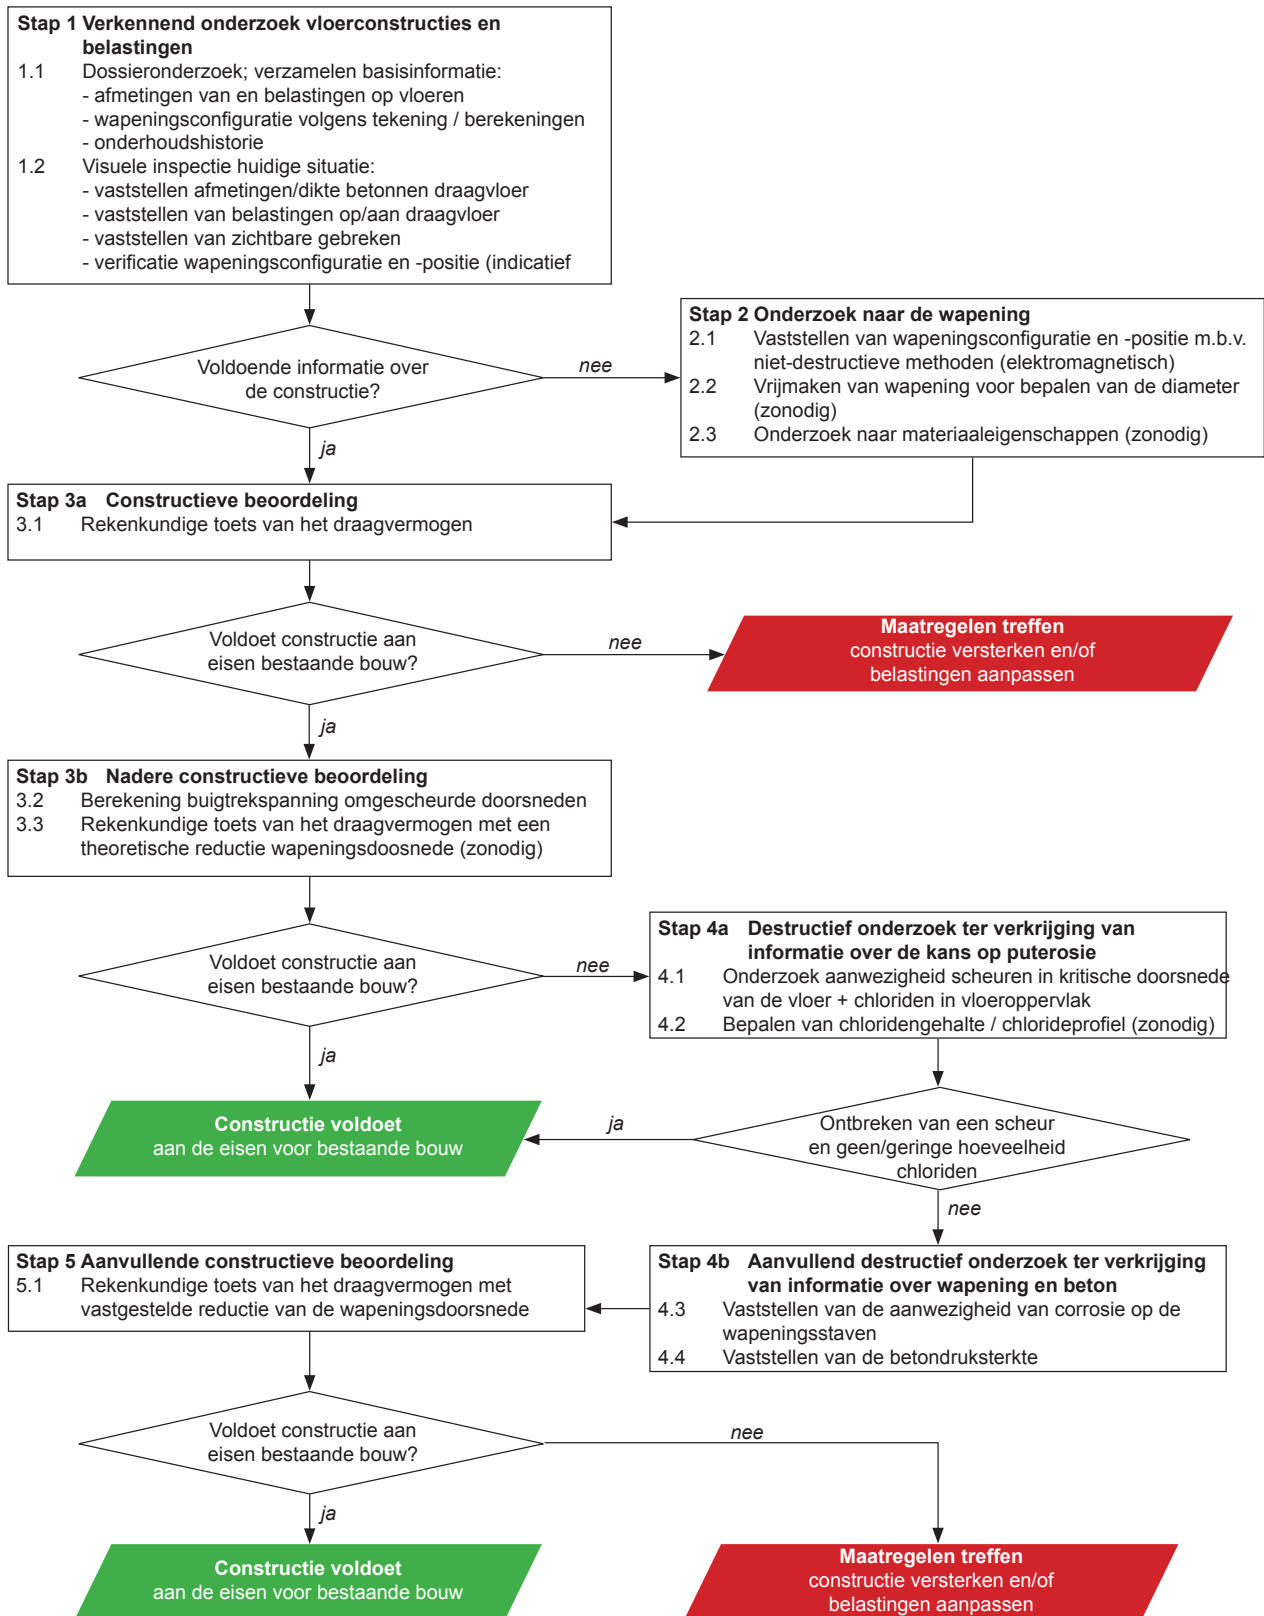 Stap 1 Verkennend onderzoek vloerconstructies en
belastingen
1.1 Dossieronderzoek; verzamelen basisinformatie:
- afmetingen van en belastingen op vloeren
- wapeningsconfiguratie volgens tekening / berekeningen
- onderhoudshistorie
1.2 Visuele inspectie huidige situatie:
- vaststellen afmetingen/dikte betonnen draagvloer
- vaststellen van belastingen op/aan draagvloer
- vaststellen van zichtbare gebreken
- verificatie wapeningsconfiguratie en -positie (indicatief
Voldoende informatie over
de constructie?
nee
ja
Stap 2 Onderzoek naar de wapening
2.1 Vaststellen van wapeningsconfiguratie en -positie m.b.v.
niet-destructieve methoden (elektromagnetisch)
2.2 Vrijmaken van wapening voor bepalen van de diameter
(zonodig)
2.3 Onderzoek naar materiaaleigenschappen (zonodig)
Stap 3a Constructieve beoordeling
3.1 Rekenkundige toets van het draagvermogen
Voldoet constructie aan
eisen bestaande bouw?
nee
Maatregelen treffen
constructie versterken en/of
belastingen aanpassen
ja
Stap 3b Nadere constructieve beoordeling
3.2 Berekening buigtrekspanning omgescheurde doorsneden
3.3 Rekenkundige toets van het draagvermogen met een
theoretische reductie wapeningsdoosnede (zonodig)
Voldoet constructie aan
eisen bestaande bouw?
nee
ja
Stap 4a Destructief onderzoek ter verkrijging van
informatie over de kans op puterosie
4.1 Onderzoek aanwezigheid scheuren in kritische doorsnede
van de vloer + chloriden in vloeroppervlak
4.2 Bepalen van chloridengehalte / chlorideprofiel (zonodig)
Constructie voldoet
aan de eisen voor bestaande bouw
ja
Ontbreken van een scheur
en geen/geringe hoeveelheid
chloriden
nee
Stap 4b Aanvullend destructief onderzoek ter verkrijging
van informatie over wapening en beton
4.3 Vaststellen van de aanwezigheid van corrosie op de
wapeningsstaven
4.4 Vaststellen van de betondruksterkte
Stap 5 Aanvullende constructieve beoordeling
5.1 Rekenkundige toets van het draagvermogen met
vastgestelde reductie van de wapeningsdoorsnede
Voldoet constructie aan
eisen bestaande bouw?
nee
ja
Constructie voldoet
aan de eisen voor bestaande bouw
Maatregelen treffen
constructie versterken en/of
belastingen aanpassen